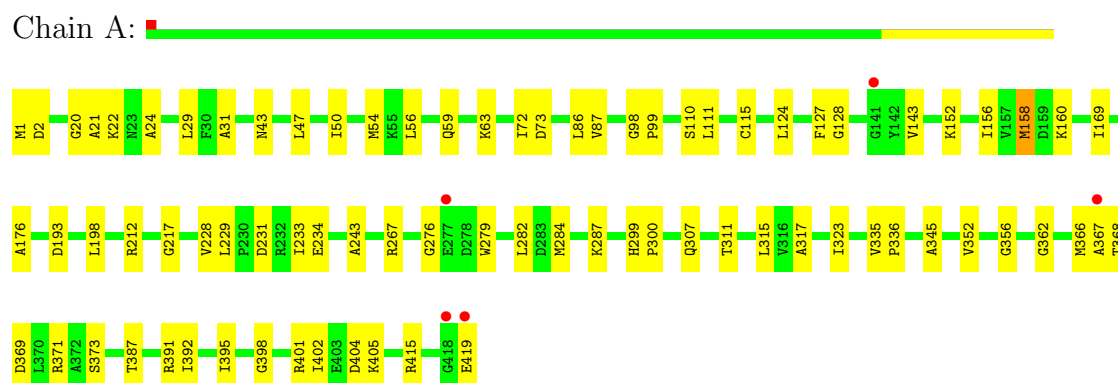 Chain A:
M1 D2 G20 A21 K22 N23 A24 L29 F30 A31 N43 L47 I50 M54 K55 L56 Q59 K63 I72 D73 L86 V87 G98 P99 S110 L111 C115 L124 F127 G128 G141 Y142 V143 K152 I156 V157 M158 D159 K160 I169
A176 D193 L198 R212 G217 V228 L229 P230 D231 R232 I233 E234 A243 R267 G276 E277 D278 W279 L282 D283 M284 K287 H299 P300 Q307 T311 L315 V316 A317 I323 V335 P336 A345 V352 G356 G362 M366 A367 T368
D369 L370 R371 A372 S373 T387 R391 I392 I395 G398 R401 I402 E403 D404 K405 R415 G418 E419